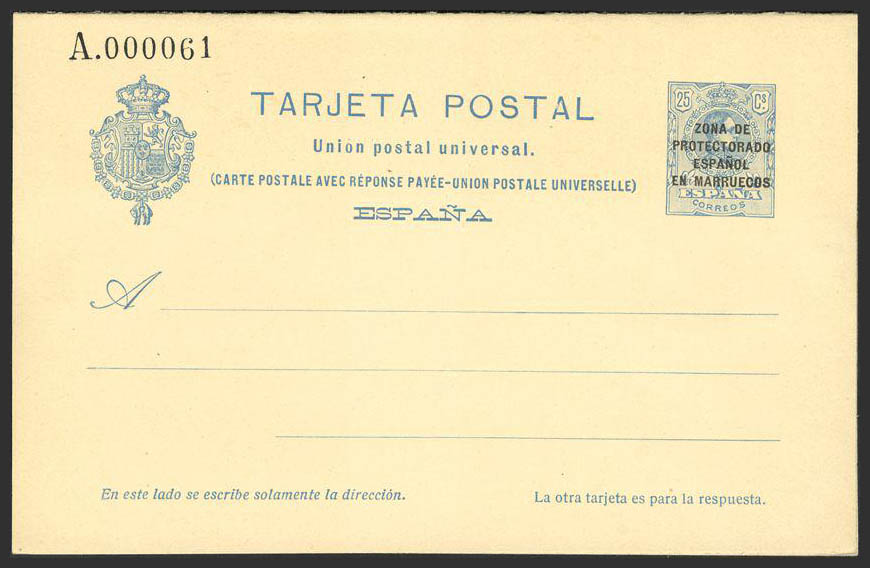 A.000061
TARJETA POSTAL
Unión postal universal.
(CARTE POSTALE AVEC RÉPONSE PAYÉE-UNION POSTALE UNIVERSELLE)
ESPAÑA
25 Cs
ZONA DE
PROTECTORADO
ESPAÑOL
EN MARRUECOS
ESPAÑA
CORREOS
A
En este lado se escribe solamente la dirección.
La otra tarjeta es para la respuesta.